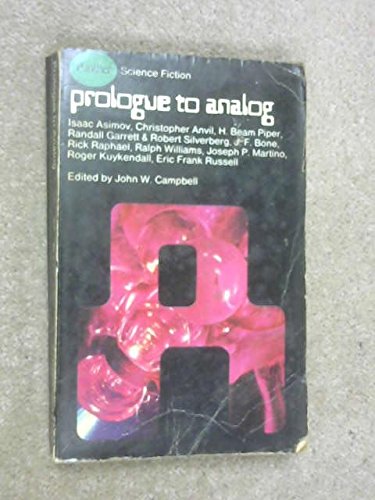 Science Fiction
prologue to analog
Isaac Asimov, Christopher Anvil, H. Beam Piper,
Randall Garrett & Robert Silverberg, J. F. Bone,
Rick Raphael, Ralph Williams, Joseph P. Martino,
Roger Kuykendall, Eric Frank Russell
Edited by John W. Campbell